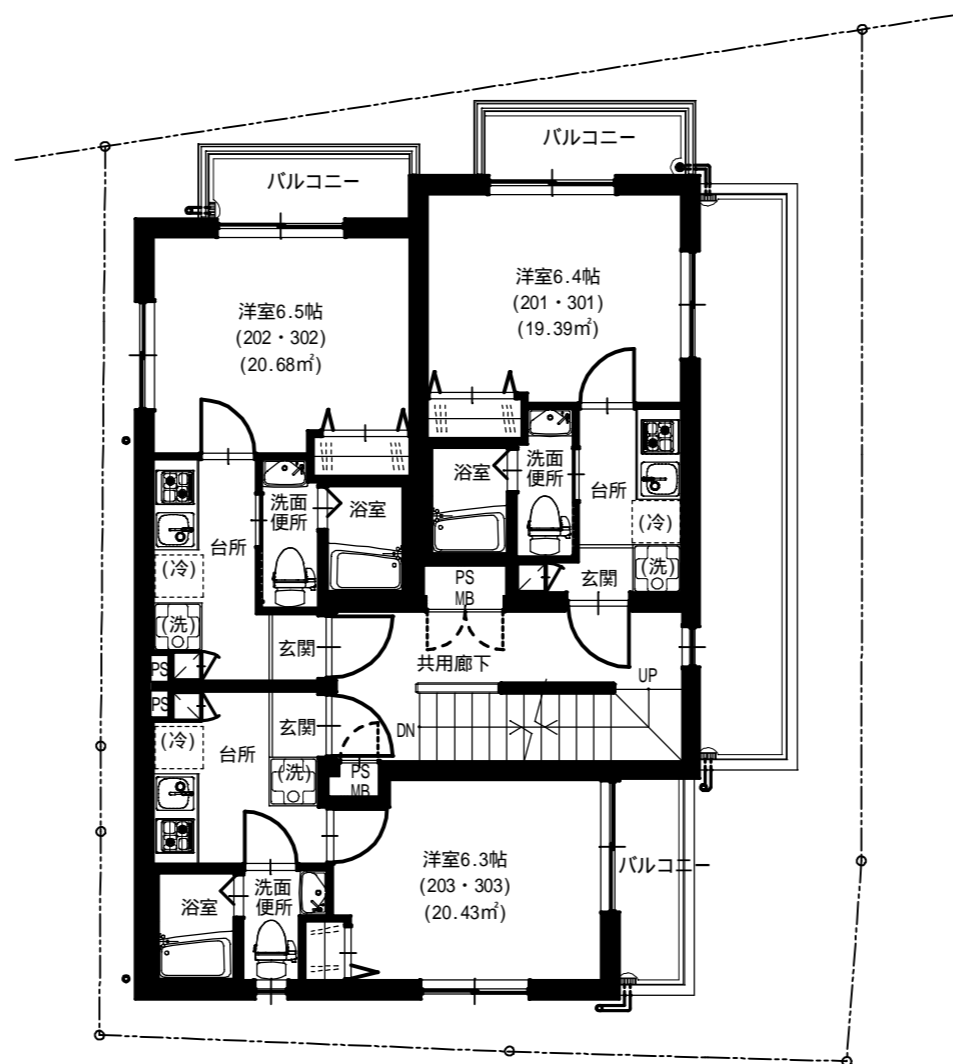 バルコニー
バルコニー
洋室6.4帖
(201・301)
(19.39㎡)
洋室6.5帖
(202・302)
(20.68㎡)
浴室
洗面
便所
台所
(冷)
(洗)
玄関
洗面
便所
浴室
台所
(冷)
(洗)
PS
MB
玄関
共用廊下
UP
PS
PS
玄関
DN
(冷)
台所
(洗)
PS
MB
洋室6.3帖
(203・303)
(20.43㎡)
バルコニー
浴室
洗面
便所